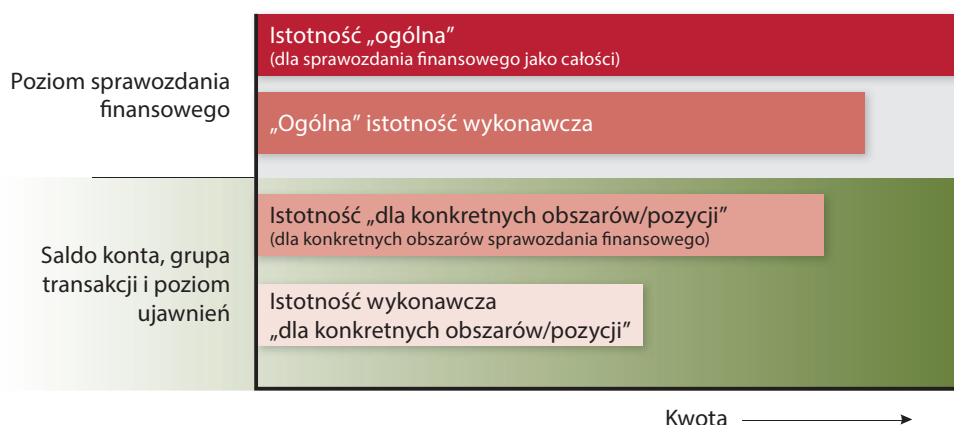 Istotność „ogólna”
(dla sprawozdania finansowego jako całości)
Poziom sprawozdania
finansowego
„Ogólna” istotność wykonawcza
Istotność „dla konkretnych obszarów/pozycji”
(dla konkretnych obszarów sprawozdania finansowego)
Saldo konta, grupa
transakcji i poziom
ujawnień
Istotność wykonawcza
„dla konkretnych obszarów/pozycji”
Kwota